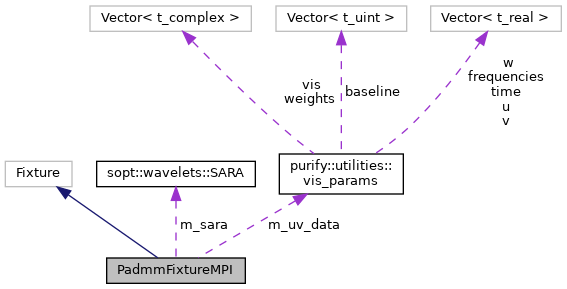 Vector< t_complex >
Vector< t_uint >
Vector< t_real >
vis
weights
baseline
w
frequencies
time
u
v
Fixture
sopt::wavelets::SARA
purify::utilities::
vis_params
m_sara
m_uv_data
PadmmFixtureMPI